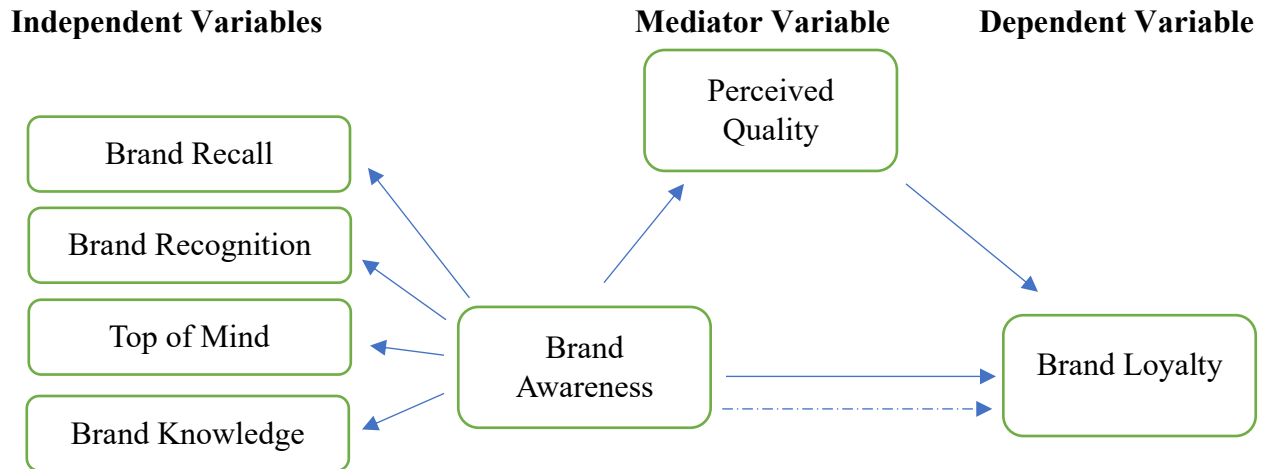 Independent Variables
Mediator Variable
Dependent Variable
Perceived
Quality
Brand Recall
Brand Recognition
Top of Mind
Brand Knowledge
Brand
Awareness
Brand Loyalty